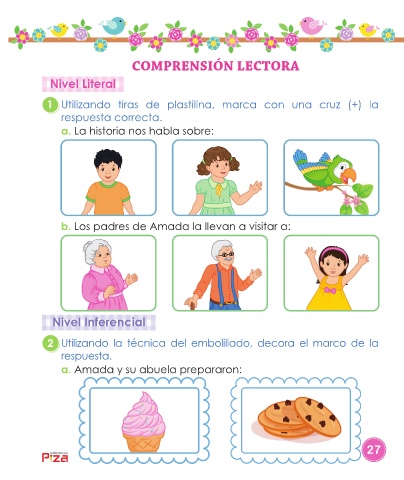 COMPRENSIÓN LECTORA
Nivel Literal
1 Utilizando tiras de plastilina, marca con una cruz (+) la
respuesta correcta.
a. La historia nos habla sobre:
b. Los padres de Amada la llevan a visitar a:
Nivel Inferencial
2 Utilizando la técnica del embolillado, decora el marco de la
respuesta.
a. Amada y su abuela prepararon:
Piza
27